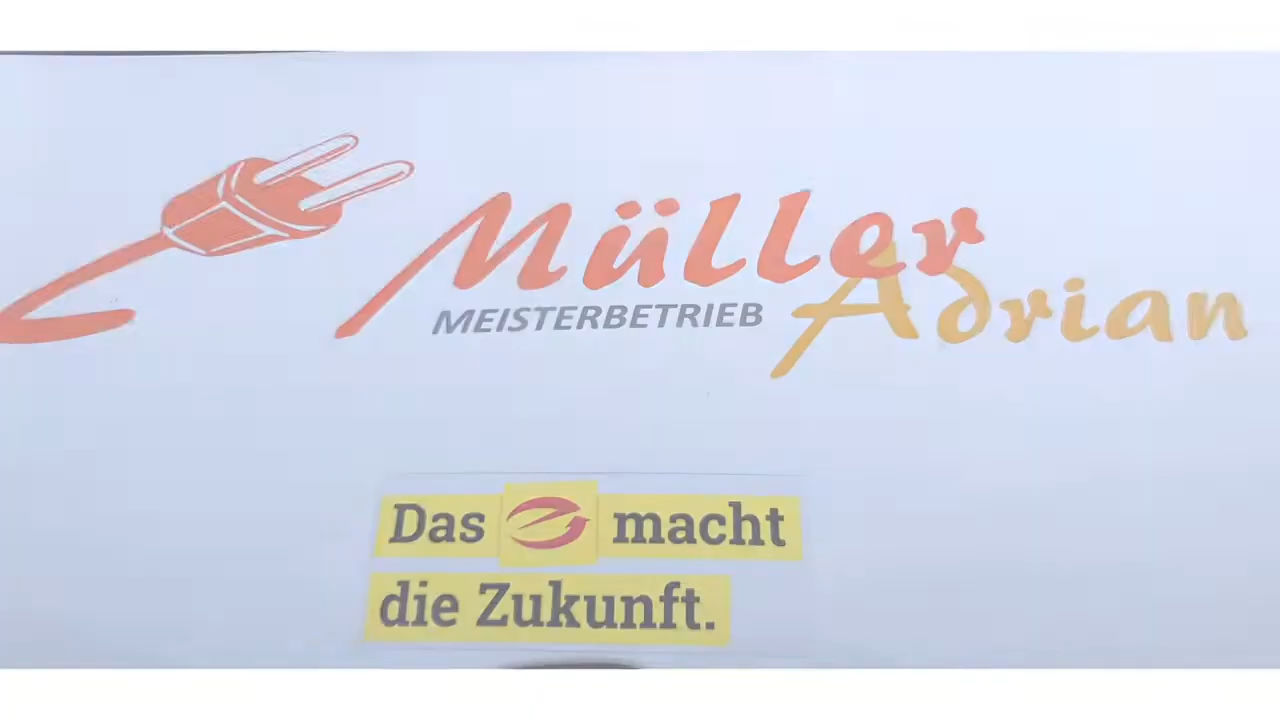 Müller
MEISTERBETRIEB
Adrian
Das e macht
die Zukunft.